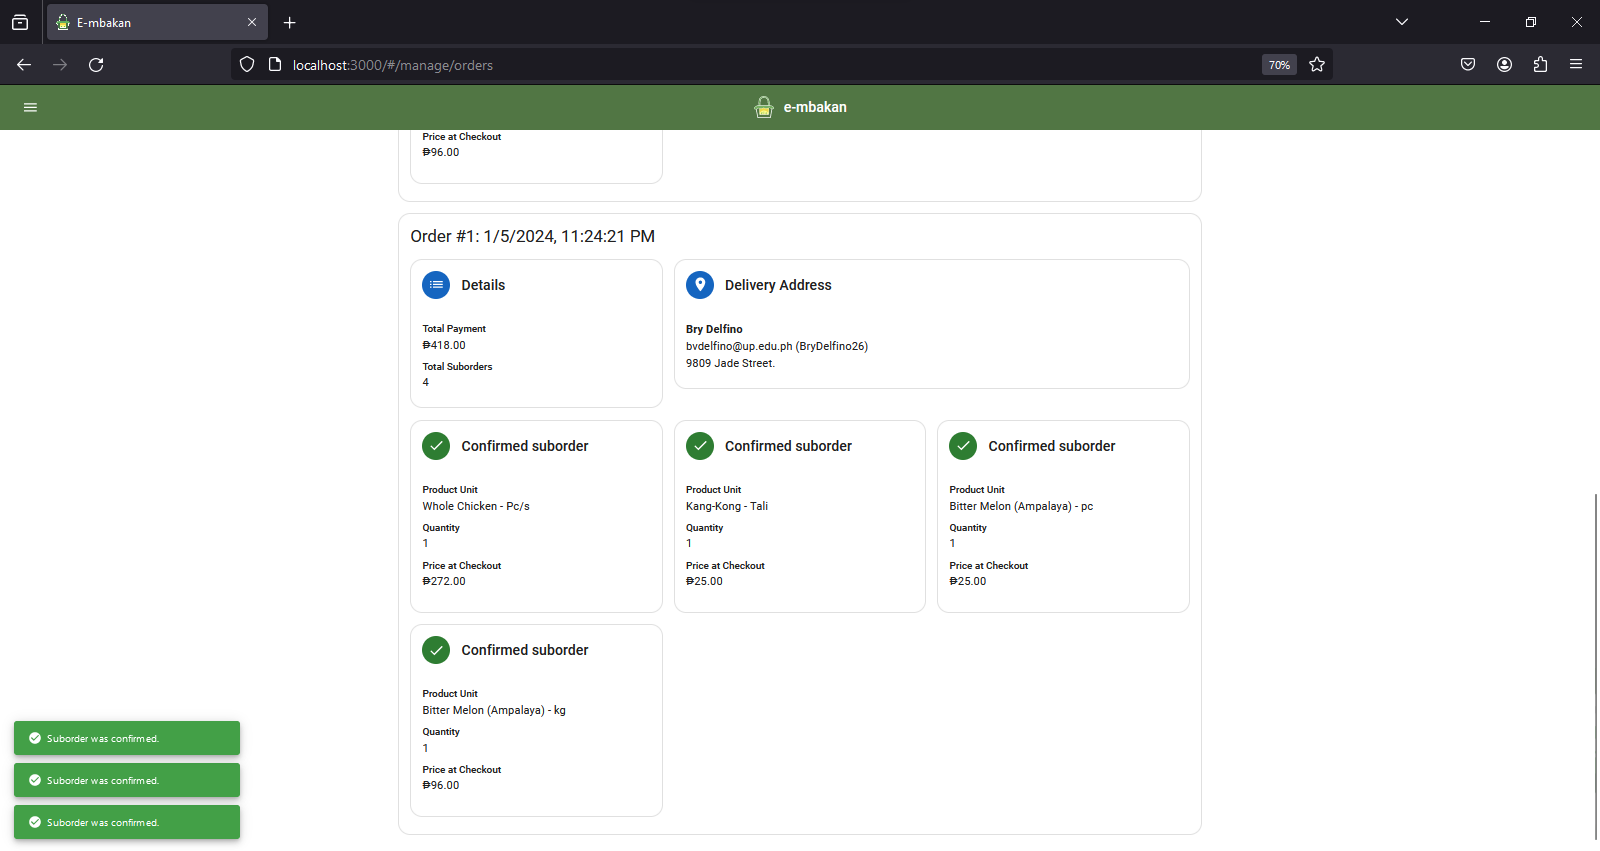 E-mbakan
localhost:3000/#/manage/orders
70%
e-mbakan
Price at Checkout
₱96.00
Order #1: 1/5/2024, 11:24:21 PM
Details
Total Payment
₱418.00
Total Suborders
4
Delivery Address
Bry Delfino
bvdelfino@up.edu.ph (BryDelfino26)
9809 Jade Street.
Confirmed suborder
Product Unit
Whole Chicken - Pc/s
Quantity
1
Price at Checkout
₱272.00
Confirmed suborder
Product Unit
Kang-Kong - Tali
Quantity
1
Price at Checkout
₱25.00
Confirmed suborder
Product Unit
Bitter Melon (Ampalaya) - pc
Quantity
1
Price at Checkout
₱25.00
Confirmed suborder
Product Unit
Bitter Melon (Ampalaya) - kg
Quantity
1
Price at Checkout
₱96.00
Suborder was confirmed.
Suborder was confirmed.
Suborder was confirmed.